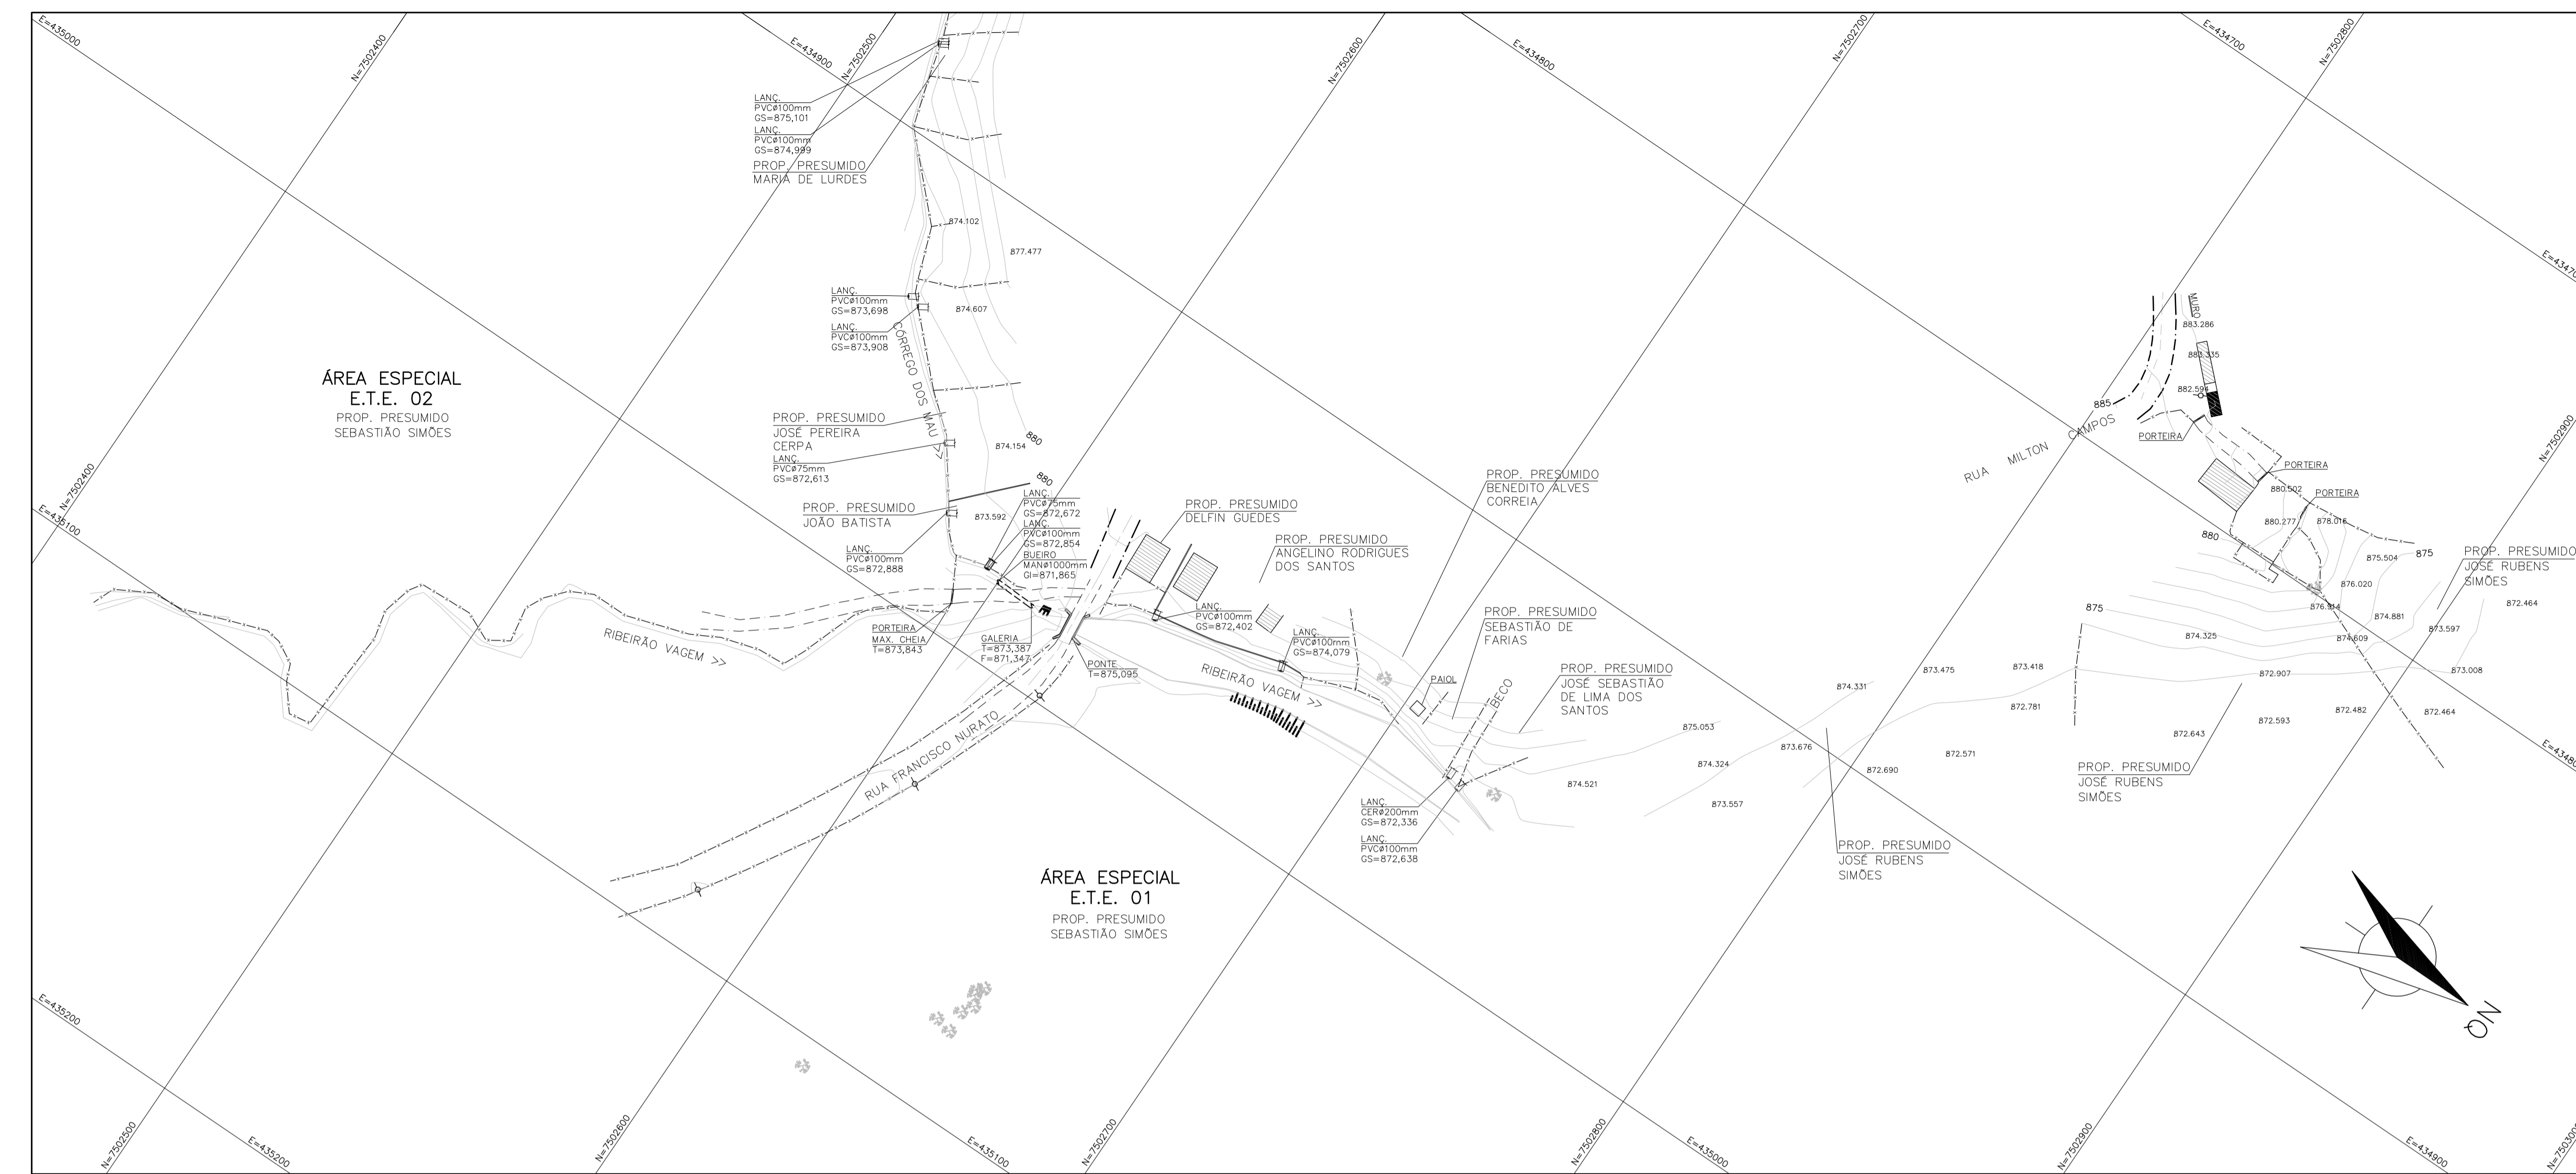 E=435000
N=7502400
E=434900
N=7502500
N=7502600
E=434800
N=7502700
E=434700
N=7502800
LANÇ.
PVCø100mm
GS=875,101
LANÇ.
PVCø100mm
GS=874,999
PROP. PRESUMIDO
MARIA DE LURDES
874.102
877.477
LANÇ.
PVCø100mm
GS=873,698
874.607
LANÇ.
PVCø100mm
GS=873,908
CÓRREGO DOS MAU >>
ÁREA ESPECIAL
E.T.E. 02
PROP. PRESUMIDO
SEBASTIÃO SIMÕES
PROP. PRESUMIDO
JOSÉ PEREIRA
CERPA
LANÇ.
PVCø75mm
GS=872,613
874.154
880
880
PROP. PRESUMIDO
JOÃO BATISTA
873.592
LANÇ.
PVCø100mm
GS=872,888
LANÇ.
PVCø75mm
GS=872,672
LANÇ.
PVCø100mm
GS=872,854
BUEIRO
MANø1000mm
GI=871,865
PROP. PRESUMIDO
DELFIN GUEDES
PROP. PRESUMIDO
ANGELINO RODRIGUES
DOS SANTOS
PROP. PRESUMIDO
BENEDITO ALVES
CORREIA
LANÇ.
PVCø100mm
GS=872,402
LANÇ.
PVCø100mm
GS=874,079
PROP. PRESUMIDO
SEBASTIÃO DE
FARIAS
PROP. PRESUMIDO
JOSÉ SEBASTIÃO
DE LIMA DOS
SANTOS
PAIOL
BECO
RIBEIRÃO VAGEM >>
PORTEIRA
MAX. CHEIA
T=873,843
GALERIA
T=873,387
F=871,347
PONTE
T=875,095
RIBEIRÃO VAGEM >>
RUA FRANCISCO NURATO
LANÇ.
CERø200mm
GS=872,336
LANÇ.
PVCø100mm
GS=872,638
ÁREA ESPECIAL
E.T.E. 01
PROP. PRESUMIDO
SEBASTIÃO SIMÕES
MURO
883.286
883.335
882.594
885
RUA MILTON CAMPOS
PORTEIRA
PORTEIRA
PORTEIRA
880.502
880.277
878.016
880
875.504
875
876.020
876.914
874.881
875
874.325
874.609
873.597
872.464
PROP. PRESUMIDO
JOSÉ RUBENS
SIMÕES
873.475
873.418
872.907
873.008
874.331
872.781
872.482
872.464
872.593
872.643
875.053
873.676
872.571
874.324
872.690
874.521
873.557
PROP. PRESUMIDO
JOSÉ RUBENS
SIMÕES
PROP. PRESUMIDO
JOSÉ RUBENS
SIMÕES
N=7502400
E=435100
N=7502900
E=435200
N=7502500
E=435200
N=7502600
E=435100
N=7502700
N=7502800
E=435000
N=7502900
E=434900
NQ